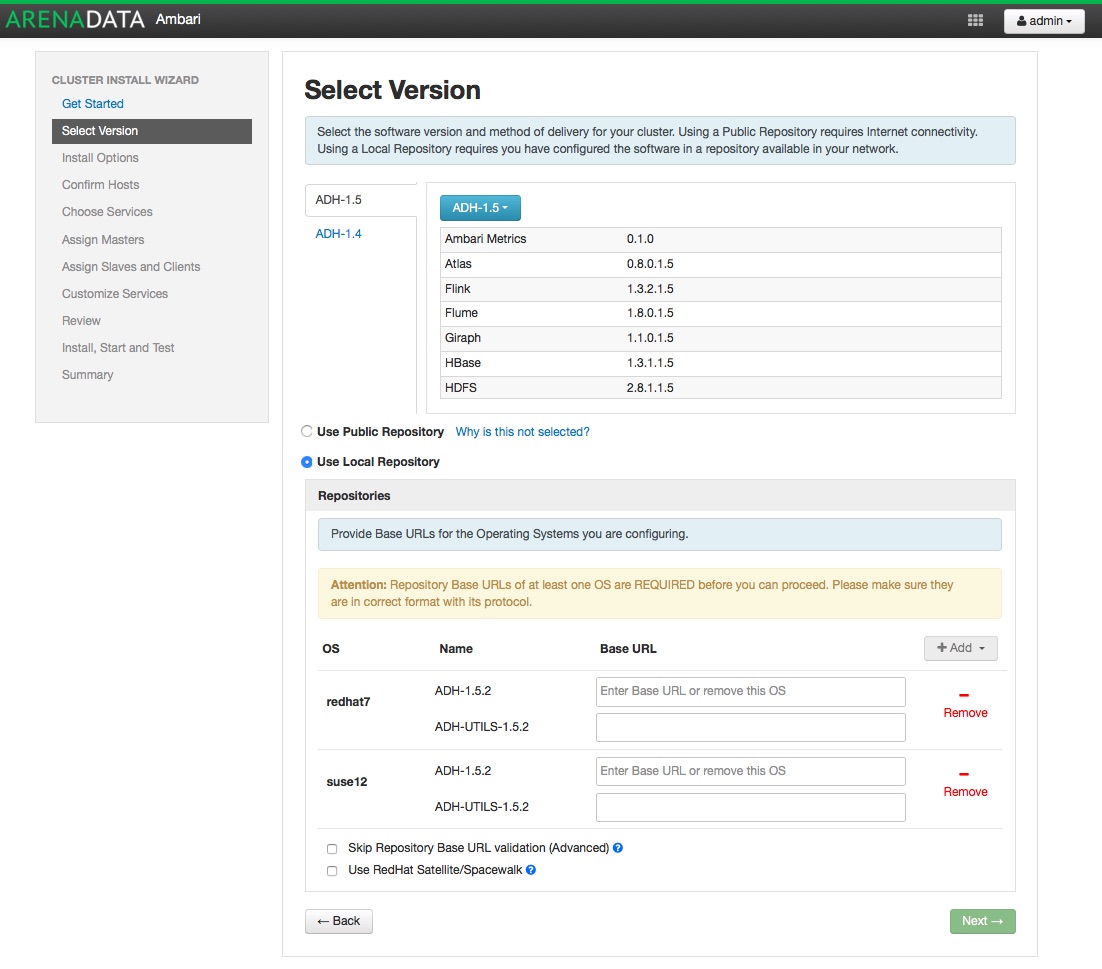 ARENADATA Ambari
admin
CLUSTER INSTALL WIZARD
Get Started
Select Version
Install Options
Confirm Hosts
Choose Services
Assign Masters
Assign Slaves and Clients
Customize Services
Review
Install, Start and Test
Summary
Select Version
Select the software version and method of delivery for your cluster. Using a Public Repository requires Internet connectivity.
Using a Local Repository requires you have configured the software in a repository available in your network.
ADH-1.5
ADH-1.4
ADH-1.5
Ambari Metrics 0.1.0
Atlas 0.8.0.1.5
Flink 1.3.2.1.5
Flume 1.8.0.1.5
Giraph 1.1.0.1.5
HBase 1.3.1.1.5
HDFS 2.8.1.1.5
Use Public Repository Why is this not selected?
Use Local Repository
Repositories
Provide Base URLs for the Operating Systems you are configuring.
Attention: Repository Base URLs of at least one OS are REQUIRED before you can proceed. Please make sure they
are in correct format with its protocol.
OS Name Base URL + Add
redhat7
ADH-1.5.2 Enter Base URL or remove this OS
ADH-UTILS-1.5.2
Remove
suse12
ADH-1.5.2 Enter Base URL or remove this OS
ADH-UTILS-1.5.2
Remove
Skip Repository Base URL validation (Advanced) ?
Use RedHat Satellite/Spacewalk ?
← Back
Next →